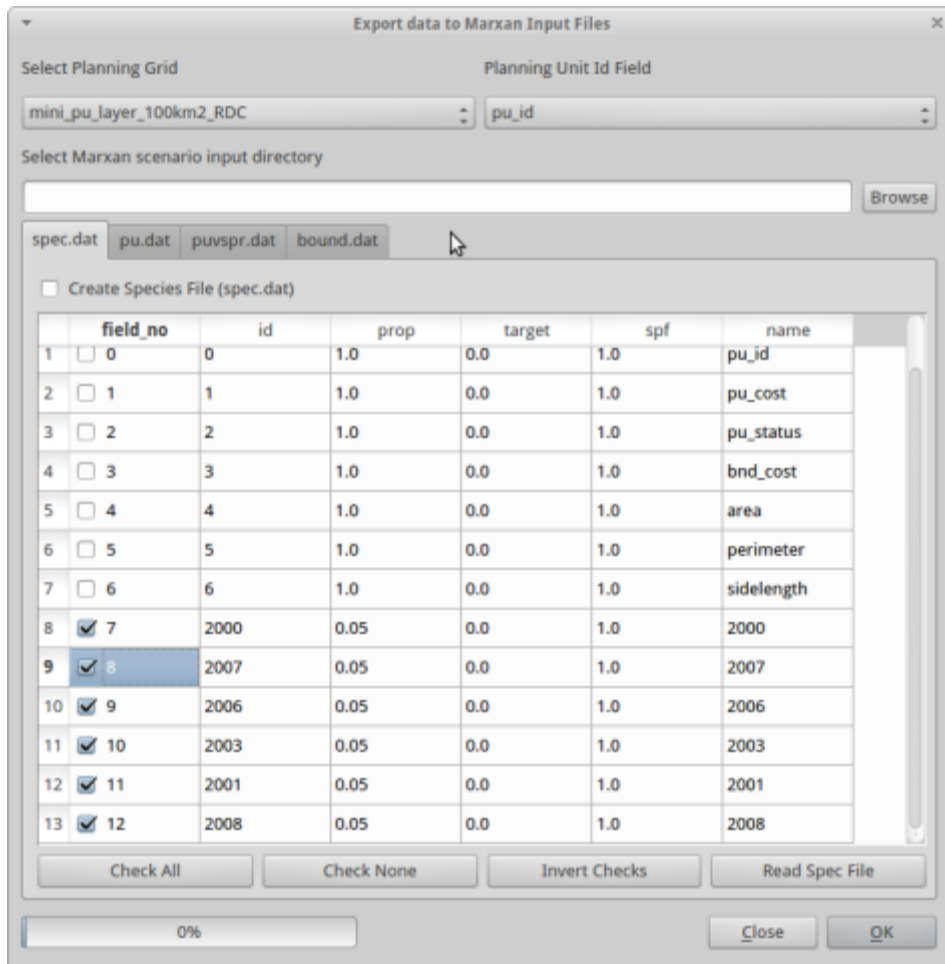 Export data to Marxan Input Files
Select Planning Grid Planning Unit Id Field
mini_pu_layer_100km2_RDC pu_id
Select Marxan scenario input directory
Browse
spec.dat pu.dat puvspr.dat bound.dat
Create Species File (spec.dat)
field_no id prop target spf name
1 0 0 1.0 0.0 1.0 pu_id
2 1 1 1.0 0.0 1.0 pu_cost
3 2 2 1.0 0.0 1.0 pu_status
4 3 3 1.0 0.0 1.0 bnd_cost
5 4 4 1.0 0.0 1.0 area
6 5 5 1.0 0.0 1.0 perimeter
7 6 6 1.0 0.0 1.0 sidelength
8 7 2000 0.05 0.0 1.0 2000
9 8 2007 0.05 0.0 1.0 2007
10 9 2006 0.05 0.0 1.0 2006
11 10 2003 0.05 0.0 1.0 2003
12 11 2001 0.05 0.0 1.0 2001
13 12 2008 0.05 0.0 1.0 2008
Check All Check None Invert Checks Read Spec File
0% Close OK